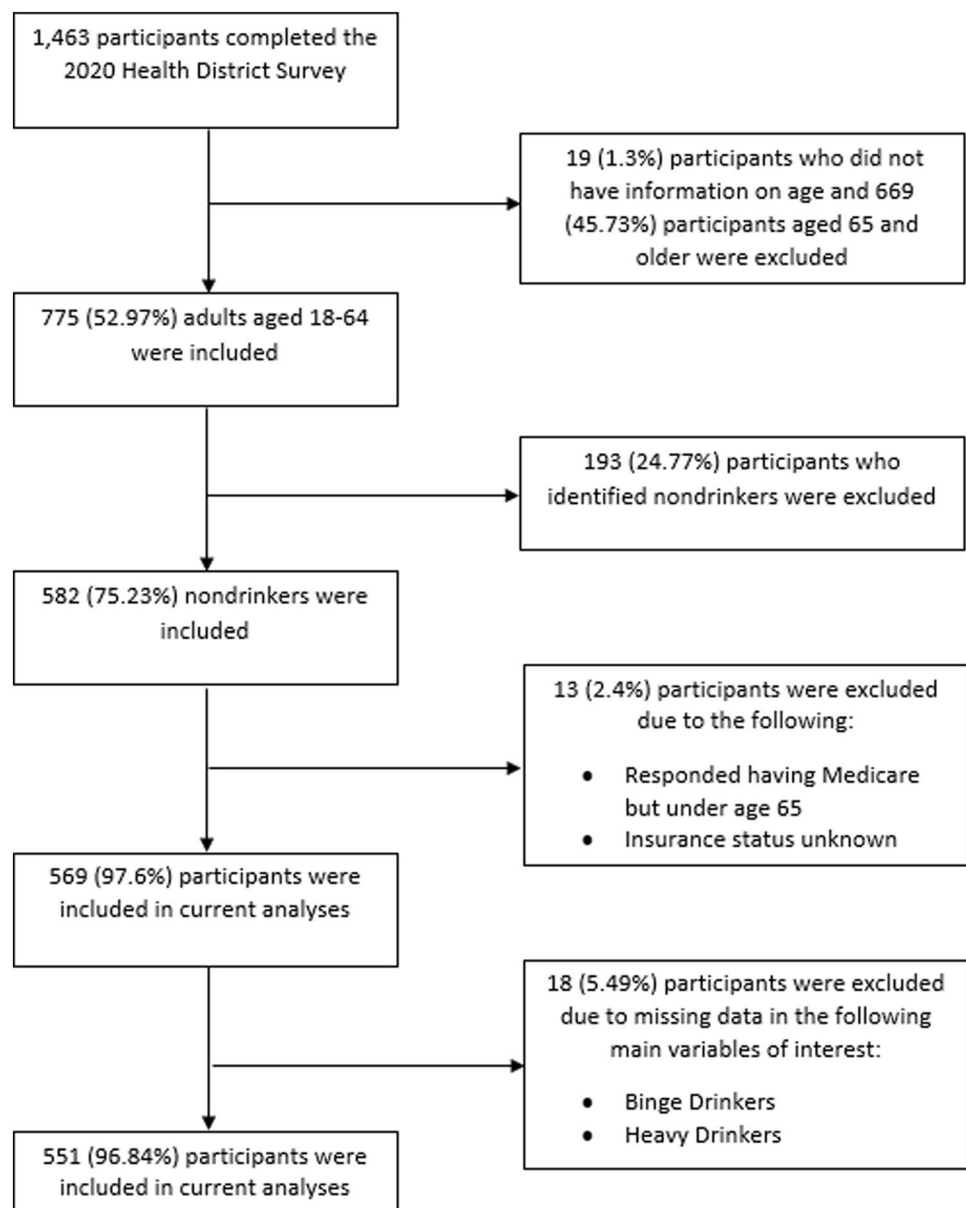 1,463 participants completed the
2020 Health District Survey
19 (1.3%) participants who did not
have information on age and 669
(45.73%) participants aged 65 and
older were excluded
775 (52.97%) adults aged 18-64
were included
193 (24.77%) participants who
identified nondrinkers were excluded
582 (75.23%) nondrinkers were
included
13 (2.4%) participants were excluded
due to the following:
• Responded having Medicare
but under age 65
• Insurance status unknown
569 (97.6%) participants were
included in current analyses
18 (5.49%) participants were excluded
due to missing data in the following
main variables of interest:
• Binge Drinkers
• Heavy Drinkers
551 (96.84%) participants were
included in current analyses